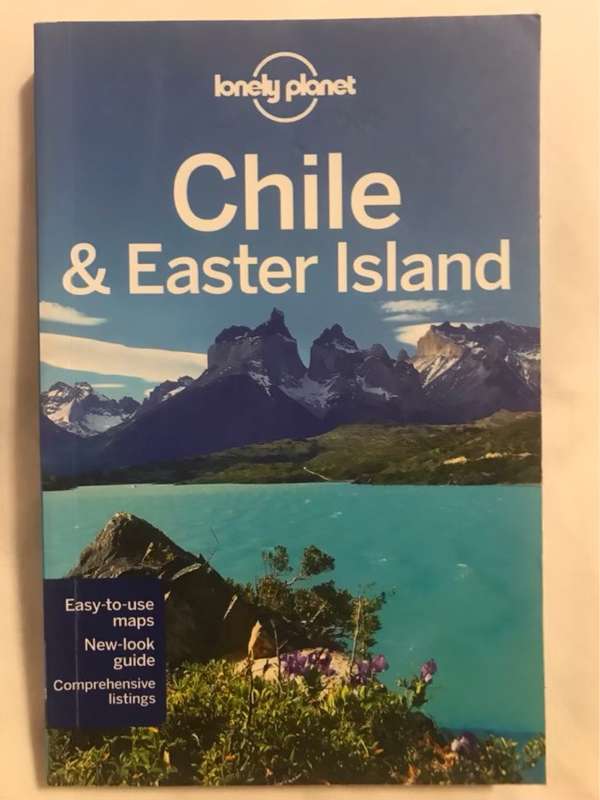 lonely planet
Chile
& Easter Island
Easy-to-use
maps
New-look
guide
Comprehensive
listings